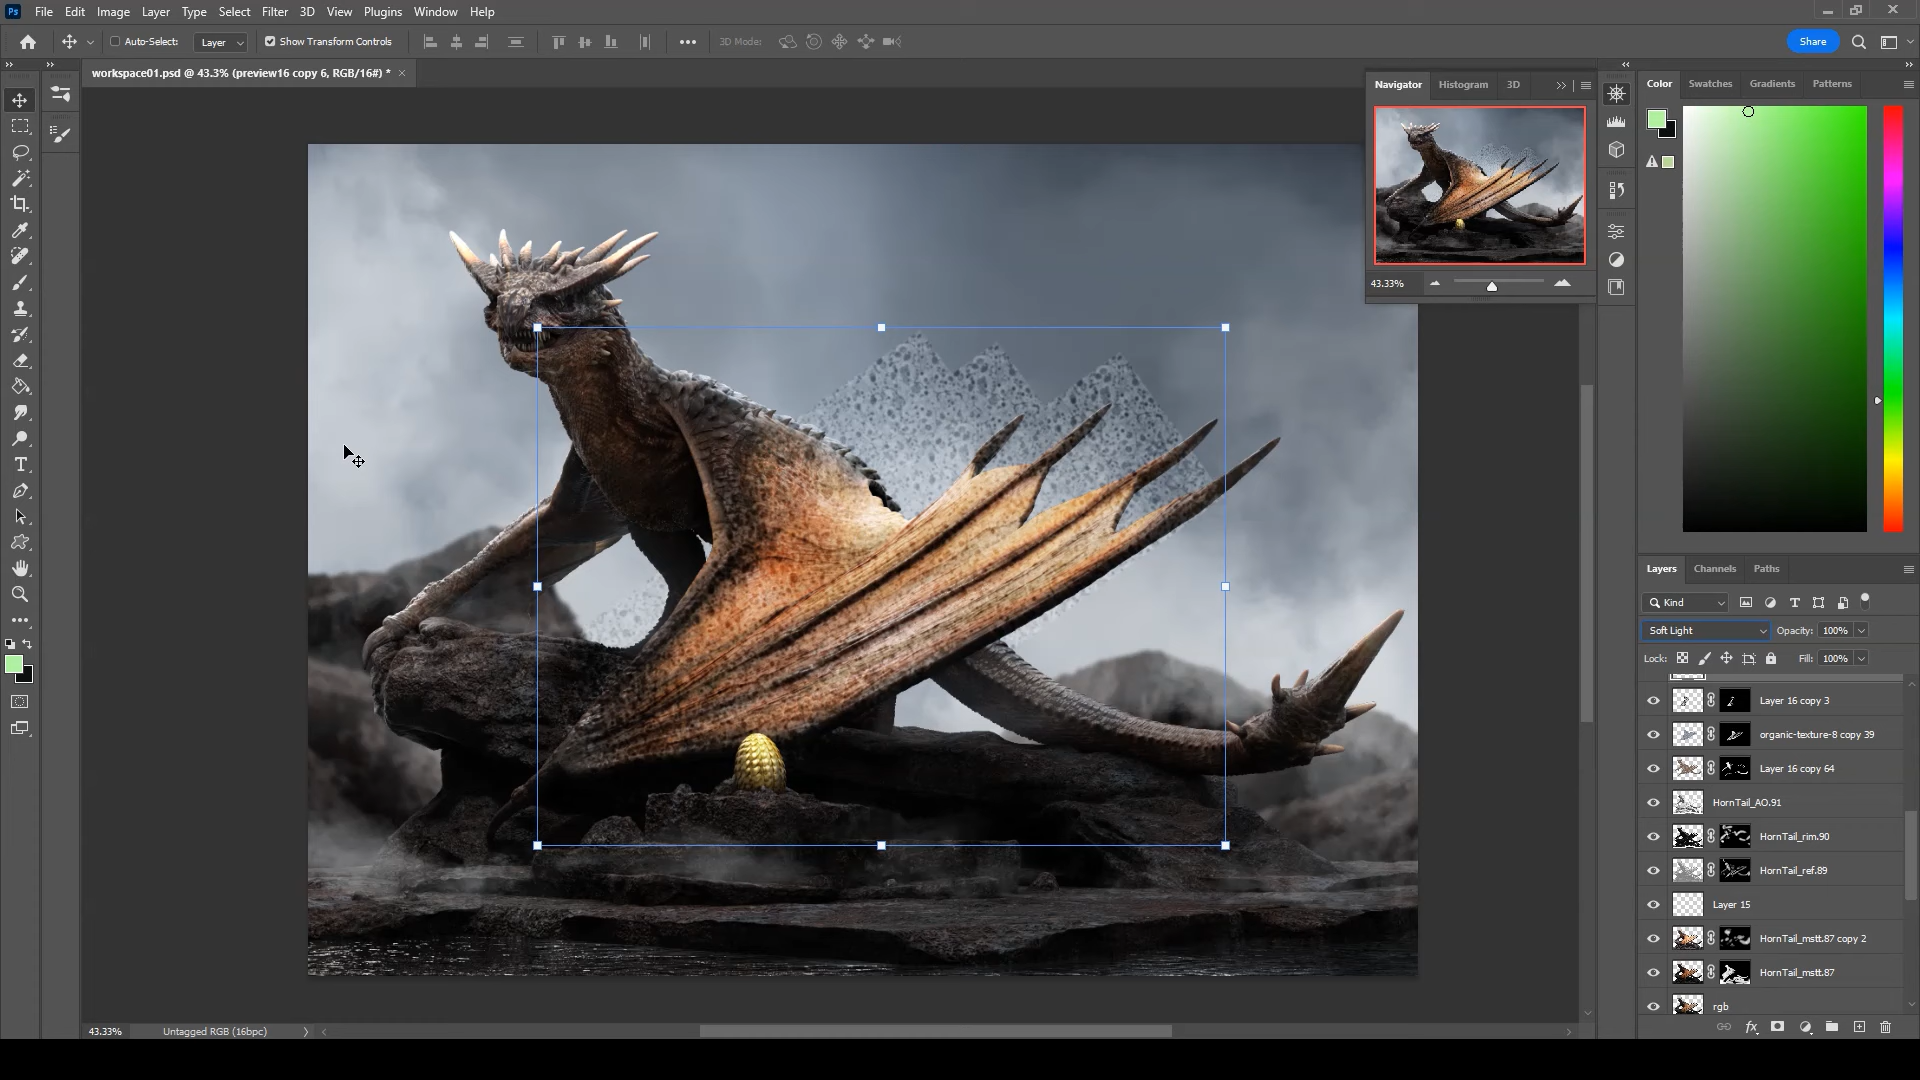 Ps File Edit Image Layer Type Select Filter 3D View Plugins Window Help
Auto-Select: Layer Show Transform Controls 3D Mode: Share
workspace01.psd @ 43.3% (preview16 copy 6, RGB/16#) *
Navigator Histogram 3D
43.33%
Color Swatches Gradients Patterns
Layers Channels Paths
Kind
Soft Light Opacity: 100%
Lock: Fill: 100%
Layer 16 copy 3
organic-texture-8 copy 39
Layer 16 copy 64
HornTail_AO.91
HornTail_rim.90
HornTail_ref.89
Layer 15
HornTail_mstt.87 copy 2
HornTail_mstt.87
rgb
43.33% Untagged RGB (16bpc)